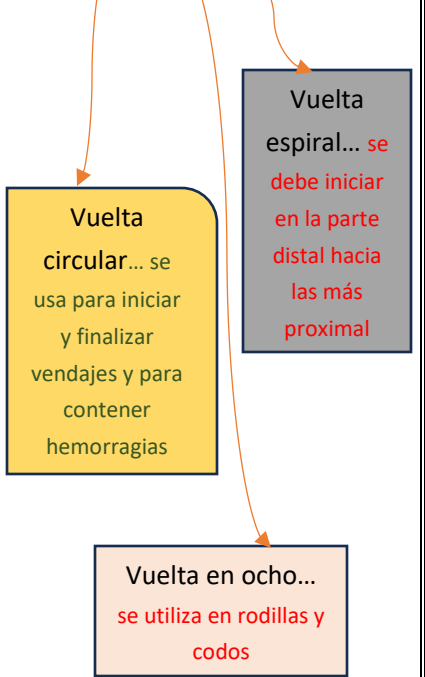 Vuelta
espiral... se
debe iniciar
en la parte
distal hacia
las más
proximal
Vuelta
circular... se
usa para iniciar
y finalizar
vendajes y para
contener
hemorragias
Vuelta en ocho...
se utiliza en rodillas y
codos